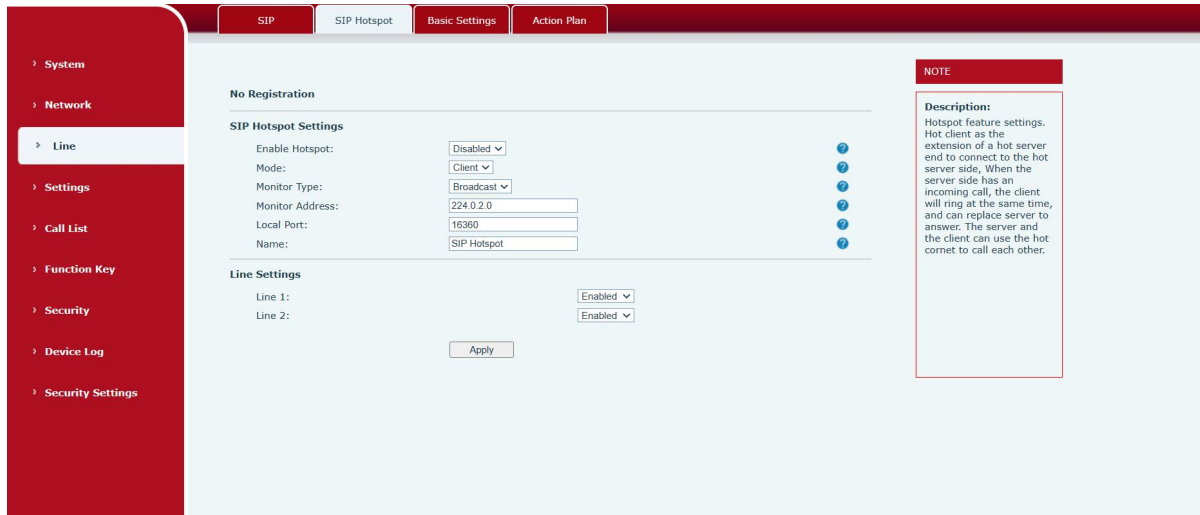 SIP
SIP Hotspot
Basic Settings
Action Plan
System
Network
Line
Settings
Call List
Function Key
Security
Device Log
Security Settings
No Registration
SIP Hotspot Settings
Enable Hotspot: Disabled
Mode: Client
Monitor Type: Broadcast
Monitor Address: 224.0.2.0
Local Port: 16360
Name: SIP Hotspot
Line Settings
Line 1: Enabled
Line 2: Enabled
Apply
NOTE
Description:
Hotspot feature settings.
Hot client as the
extension of a hot server
end to connect to the hot
server side, When the
server side has an
incoming call, the client
will ring at the same time,
and can replace server to
answer. The server and
the client can use the hot
cornet to call each other.